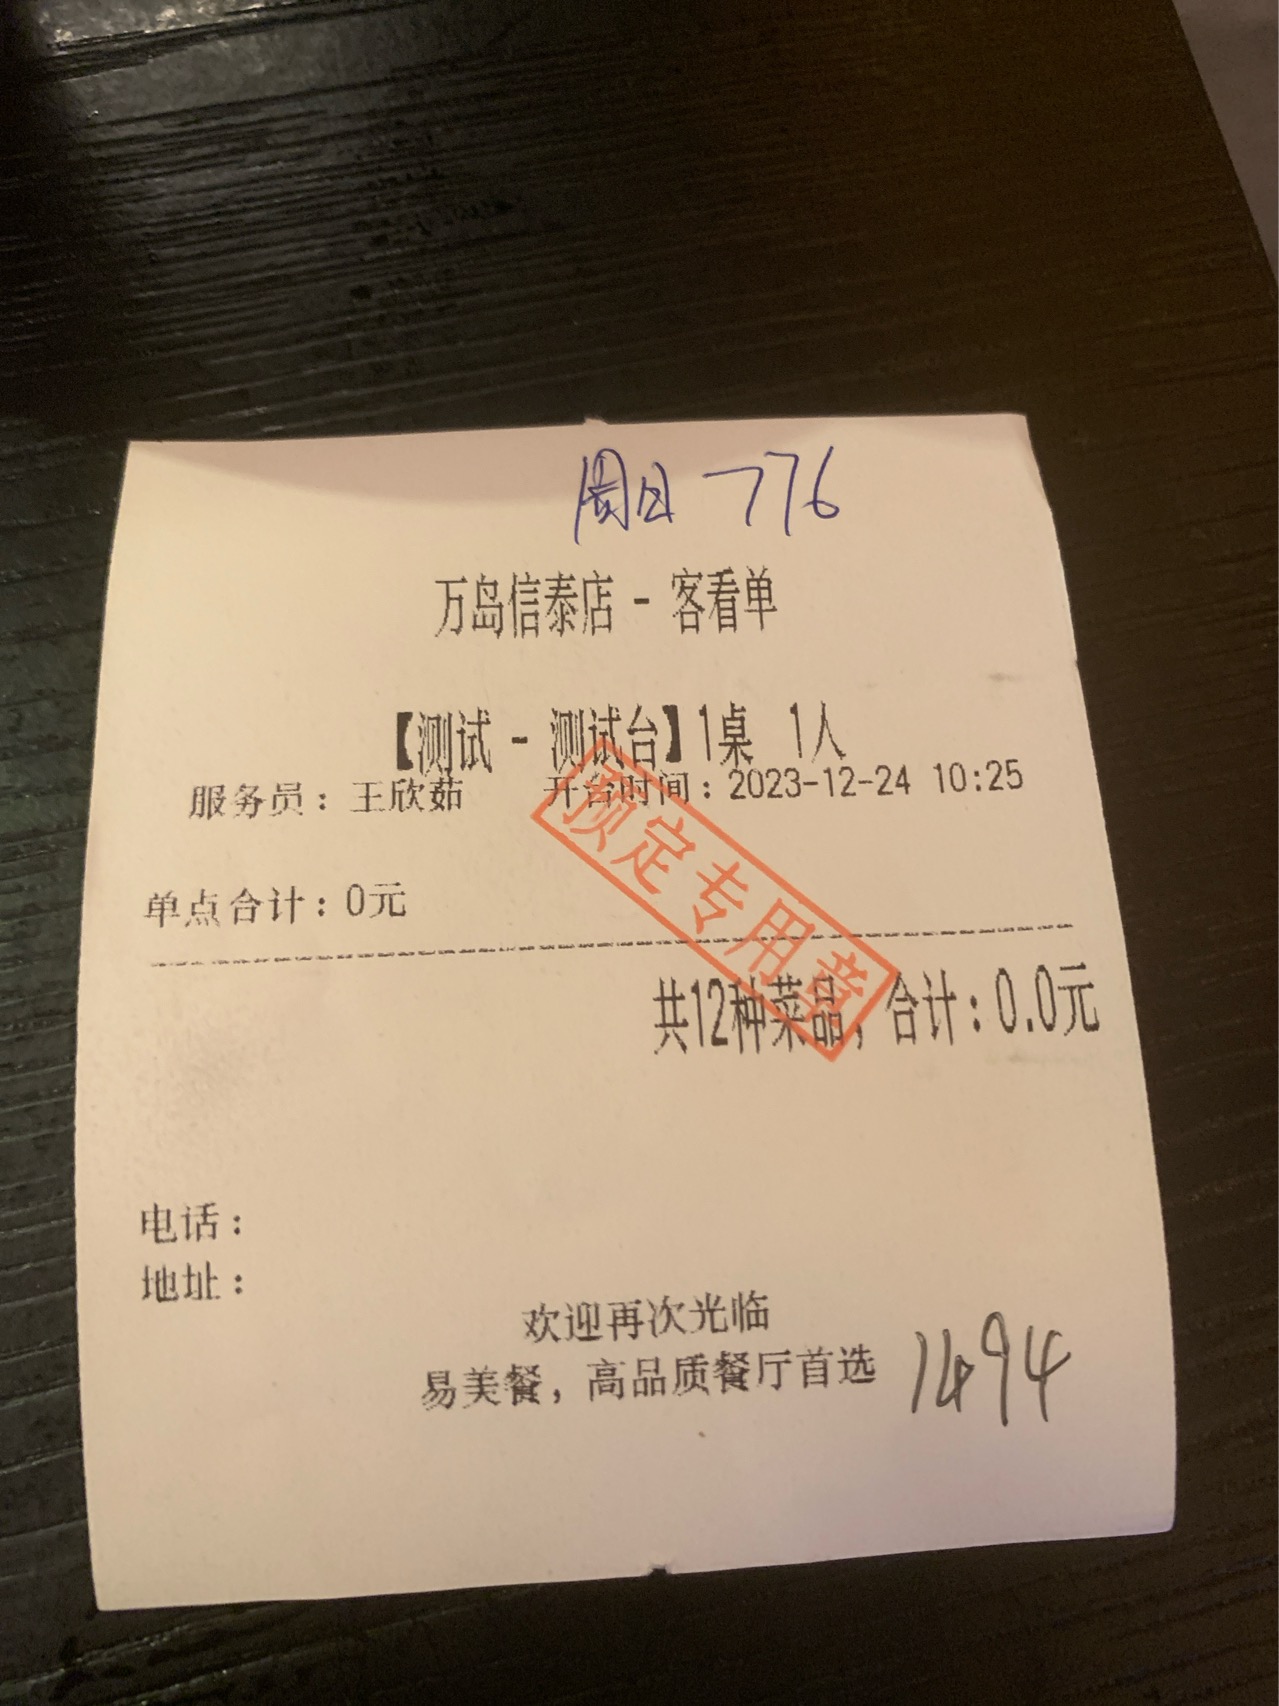 周日 776
万岛信泰店 - 客看单
【测试 - 测试台】1桌 1人
服务员：王欣茹 开台时间：2023-12-24 10:25
预定专用章
单点合计：0元
共12种菜品，合计：0.0元
电话：
地址：
欢迎再次光临
易美餐，高品质餐厅首选
1494